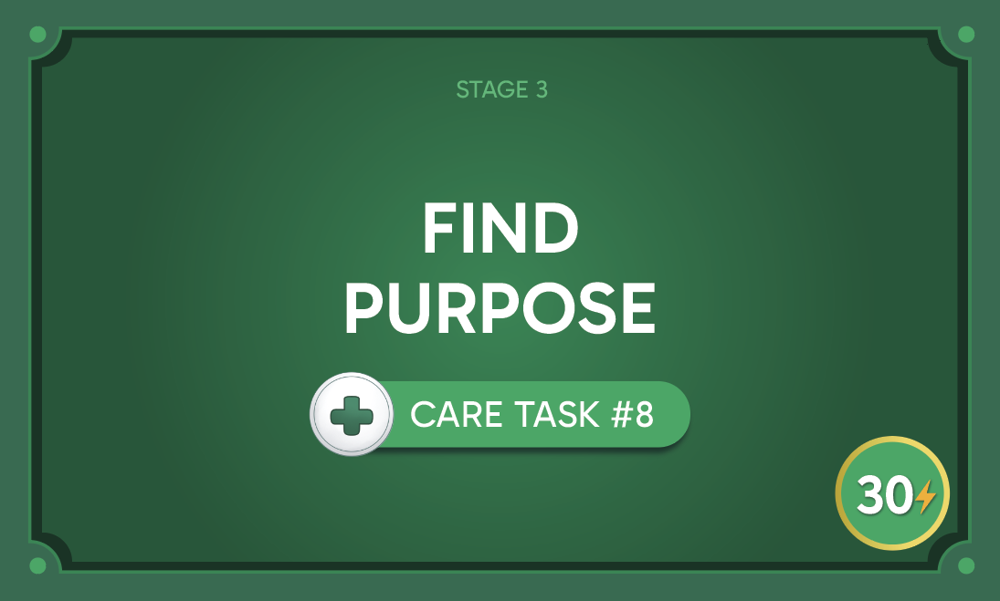 STAGE 3
FIND
PURPOSE
CARE TASK #8
30